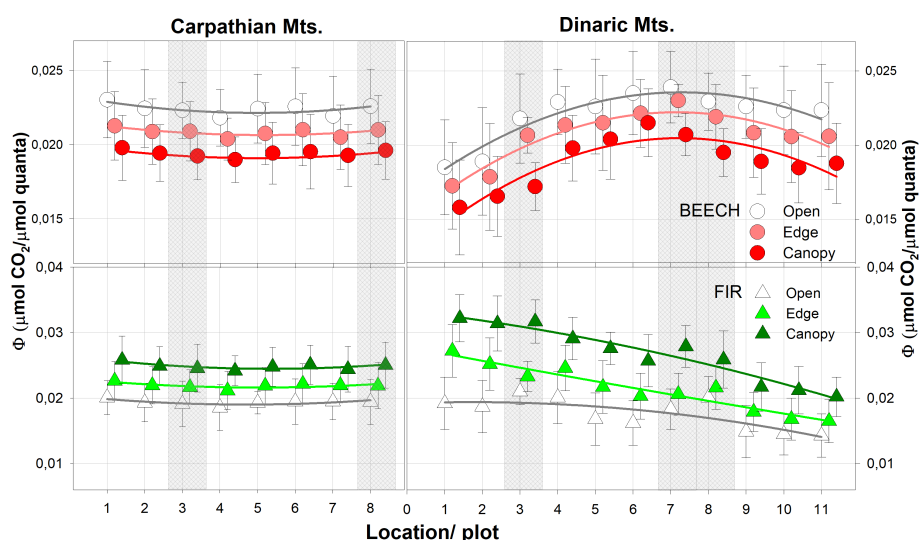 Carpathian Mts.
Dinaric Mts.
0,025
0,020
0,015
0,025
0,020
0,015
Φ (μmol CO₂/μmol quanta)
BEECH
Open
Edge
Canopy
0,04
0,03
0,02
0,01
0,04
0,03
0,02
0,01
Φ (μmol CO₂/μmol quanta)
FIR
Open
Edge
Canopy
1 2 3 4 5 6 7 8 0 1 2 3 4 5 6 7 8 9 10 11
Location/ plot